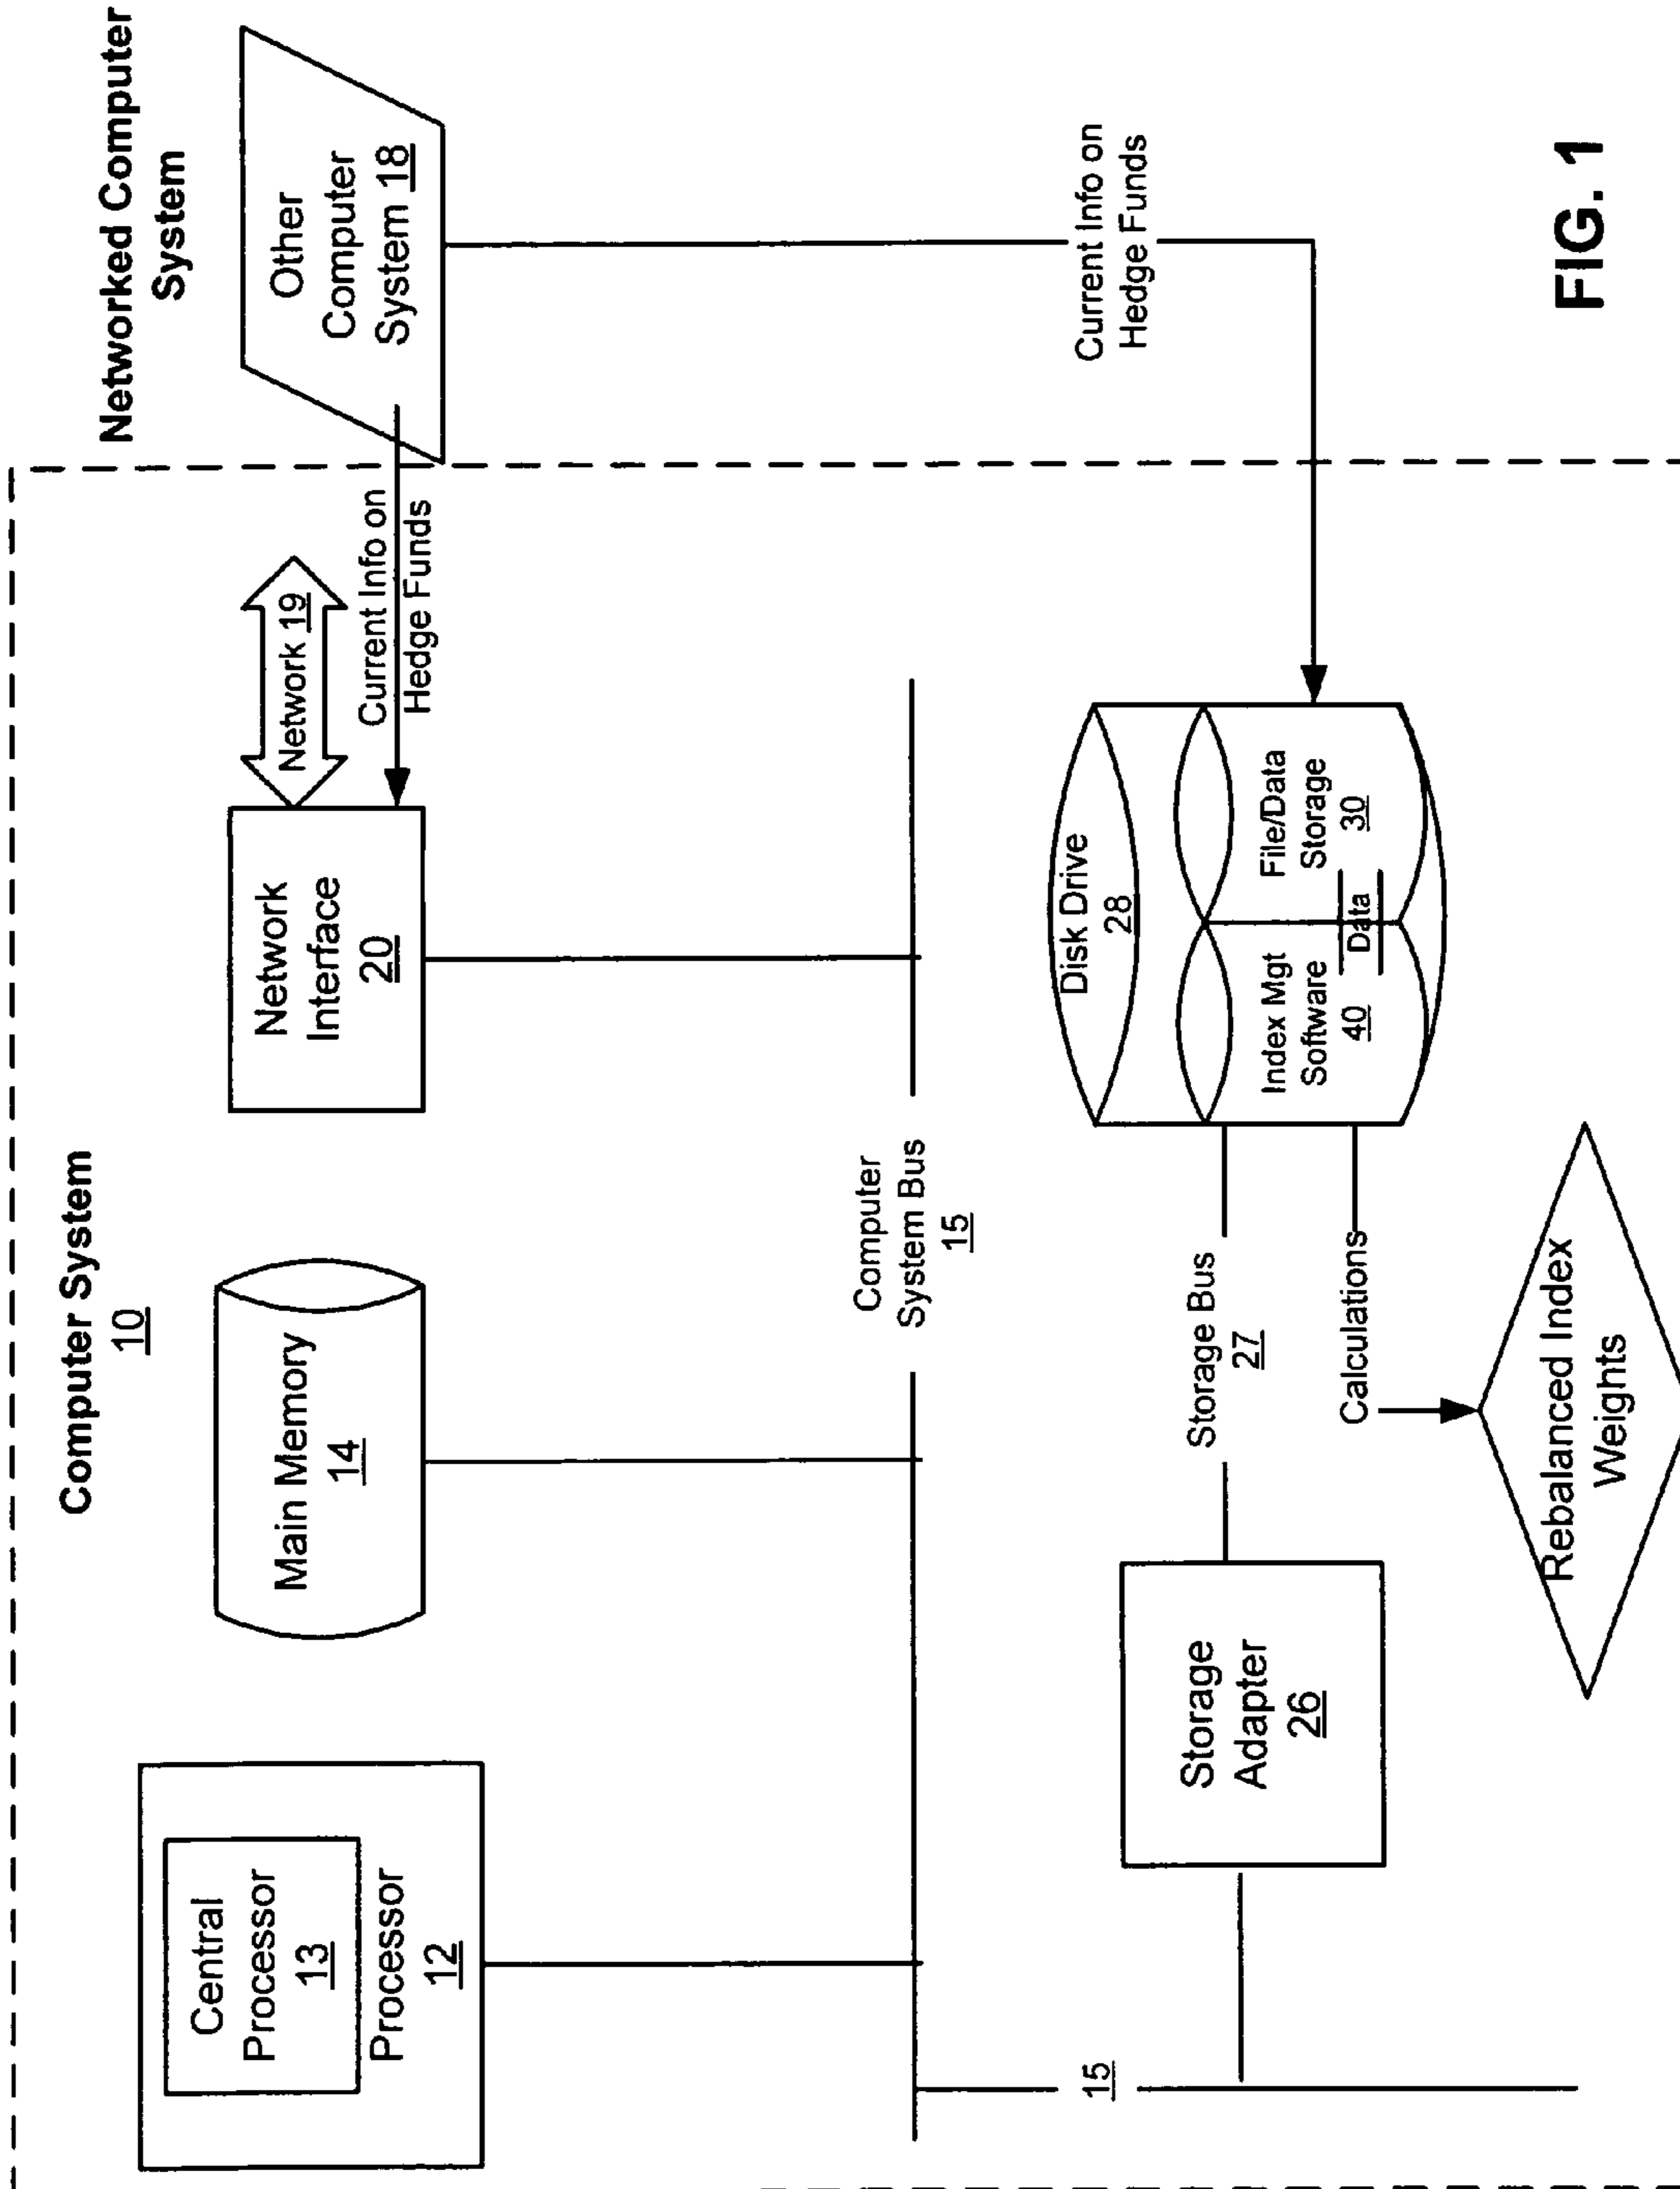 Computer System
10
Networked Computer
System
Central
Processor
13
Processor
12
Main Memory
14
Network
Interface
20
Network 19
Current Info on
Hedge Funds
Other
Computer
System 18
Computer
System Bus
15
15
Storage
Adapter
26
Storage Bus
27
Calculations
Rebalanced Index
Weights
Disk Drive
28
Index Mgt
Software
40
Data
File/Data
Storage
30
Current Info on
Hedge Funds
FIG. 1